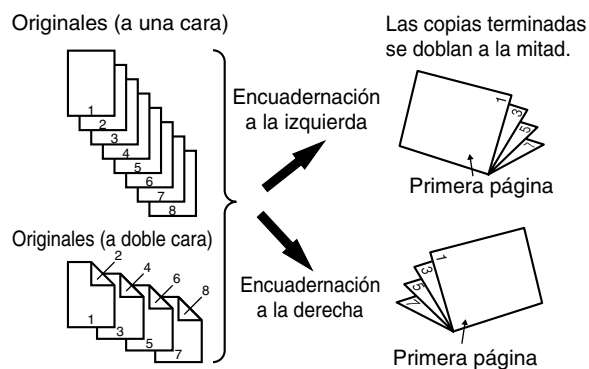 Originales (a una cara)
1
2
3
4
5
6
7
8
Originales (a doble cara)
2
4
6
8
1
3
5
7
Encuadernación
a la izquierda
Encuadernación
a la derecha
Las copias terminadas
se doblan a la mitad.
1
3
5
7
Primera página
1
3
5
7
Primera página